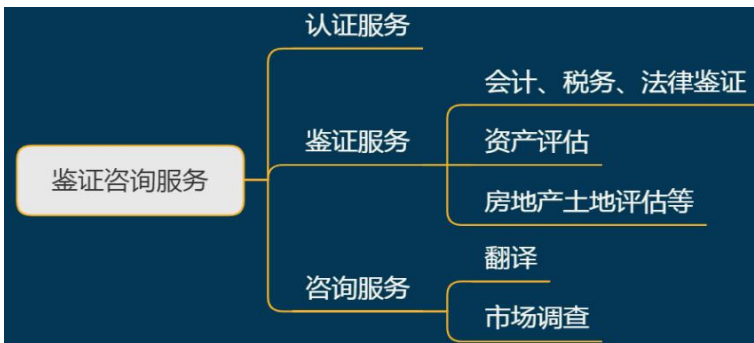 认证服务
会计、税务、法律鉴证
鉴证服务
资产评估
鉴证咨询服务
房地产土地评估等
翻译
咨询服务
市场调查